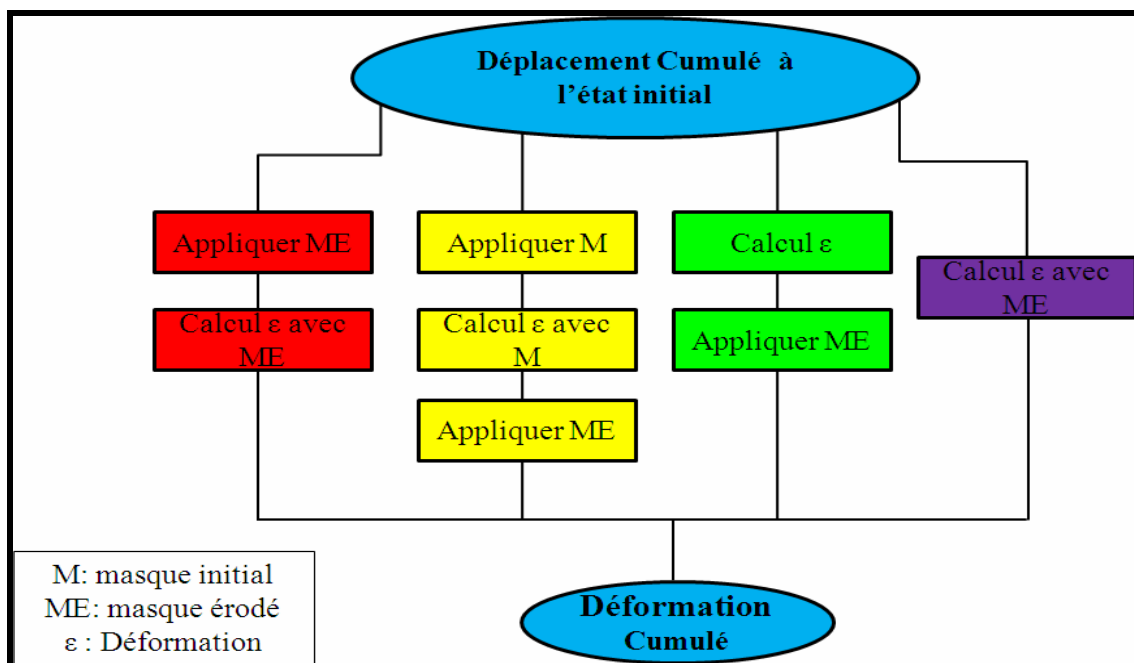 Déplacement Cumulé à
l’état initial
Appliquer ME
Calcul ε avec
ME
Appliquer M
Calcul ε avec
M
Appliquer ME
Calcul ε
Appliquer ME
Calcul ε avec
ME
M: masque initial
ME: masque érodé
ε : Déformation
Déformation
Cumulé